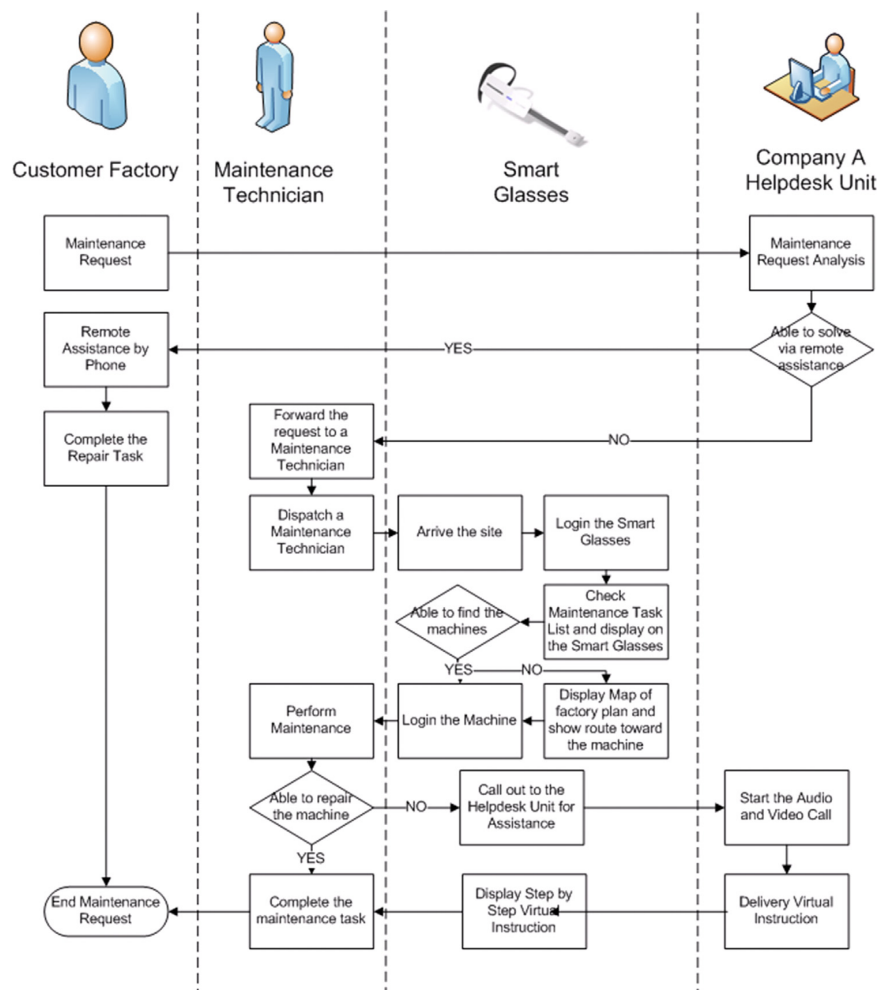 Customer Factory
Maintenance
Technician
Smart
Glasses
Company A
Helpdesk Unit
Maintenance
Request
Maintenance
Request Analysis
Remote
Assistance by
Phone
YES
Able to solve
via remote
assistance
Complete the
Repair Task
Forward the
request to a
Maintenance
Technician
NO
Dispatch a
Maintenance
Technician
Arrive the site
Login the Smart
Glasses
Able to find the
machines
Check
Maintenance Task
List and display on
the Smart Glasses
YES
NO
Perform
Maintenance
Login the Machine
Display Map of
factory plan and
show route toward
the machine
Able to repair
the machine
NO
Call out to the
Helpdesk Unit for
Assistance
Start the Audio
and Video Call
YES
End Maintenance
Request
Complete the
maintenance task
Display Step by
Step Virtual
Instruction
Delivery Virtual
Instruction